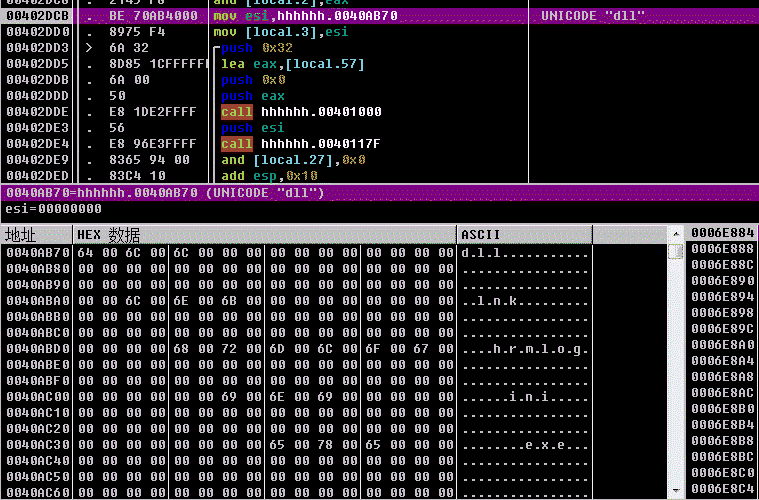 00402DCB . BE 70AB4000 mov esi,hhhhhh.0040AB70 UNICODE "dll"
00402DD0 . 8975 F4 mov [local.3],esi
00402DD3 > 6A 32 push 0x32
00402DD5 . 8D85 1CFFFFFF lea eax,[local.57]
00402DDB . 6A 00 push 0x0
00402DDD . 50 push eax
00402DDE . E8 1DE2FFFF call hhhhhh.00401000
00402DE3 . 56 push esi
00402DE4 . E8 96E3FFFF call hhhhhh.0040117F
00402DE9 . 8365 94 00 and [local.27],0x0
00402DED . 83C4 10 add esp,0x10
0040AB70=hhhhhh.0040AB70 (UNICODE "dll")
esi=00000000
地址 HEX 数据 ASCII
0040AB70 64 00 6C 00 6C 00 00 00 00 00 00 00 00 00 00 00 d.l.l...........
0040AB80 00 00 00 00 00 00 00 00 00 00 00 00 00 00 00 00 ................
0040AB90 00 00 00 00 00 00 00 00 00 00 00 00 00 00 00 00 ................
0040ABA0 00 00 6C 00 6E 00 6B 00 00 00 00 00 00 00 00 00 ..l.n.k.........
0040ABB0 00 00 00 00 00 00 00 00 00 00 00 00 00 00 00 00 ................
0040ABC0 00 00 00 00 00 00 00 00 00 00 00 00 00 00 00 00 ................
0040ABD0 00 00 00 00 68 00 72 00 6D 00 6C 00 6F 00 67 00 ....h.r.m.l.o.g.
0040ABE0 00 00 00 00 00 00 00 00 00 00 00 00 00 00 00 00 ................
0040ABF0 00 00 00 00 00 00 00 00 00 00 00 00 00 00 00 00 ................
0040AC00 00 00 00 00 00 00 69 00 6E 00 69 00 00 00 00 00 ......i.n.i.....
0040AC10 00 00 00 00 00 00 00 00 00 00 00 00 00 00 00 00 ................
0040AC20 00 00 00 00 00 00 00 00 00 00 00 00 00 00 00 00 ................
0040AC30 00 00 00 00 00 00 00 00 65 00 78 00 65 00 00 00 ........e.x.e...
0040AC40 00 00 00 00 00 00 00 00 00 00 00 00 00 00 00 00 ................
0040AC50 00 00 00 00 00 00 00 00 00 00 00 00 00 00 00 00 ................
0040AC60 00 00 00 00 00 00 00 00 00 00 00 00 00 00 00 00 ................
0006E884
0006E888
0006E88C
0006E890
0006E894
0006E898
0006E89C
0006E8A0
0006E8A4
0006E8A8
0006E8AC
0006E8B0
0006E8B4
0006E8B8
0006E8BC
0006E8C0
0006E8C4